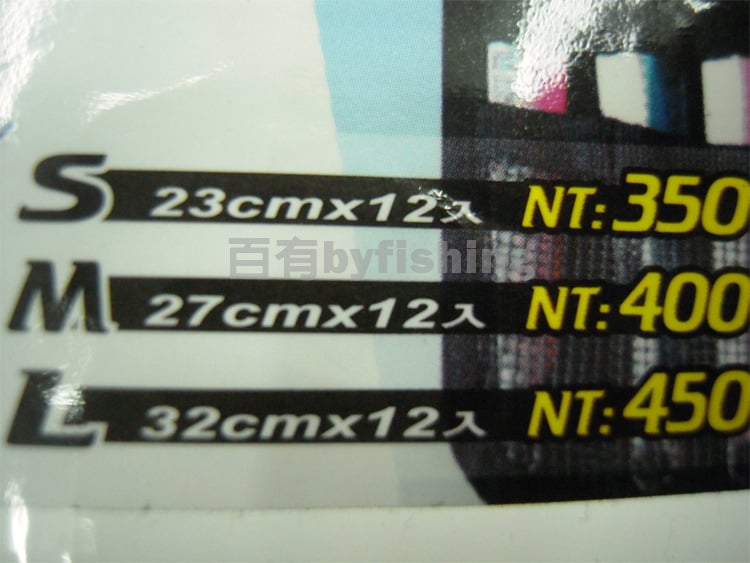 S 23cmx12入 NT:350
百有byfishing
M 27cmx12入 NT:400
L 32cmx12入 NT:450